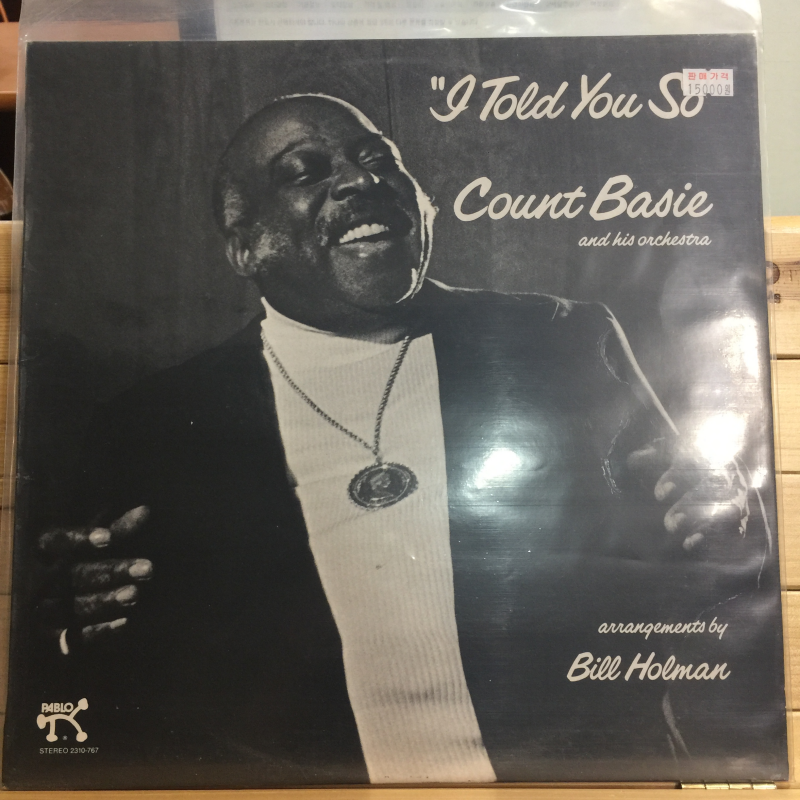 "I Told You So
판매가격
15000원
Count Basie
and his orchestra
arrangements by
Bill Holman
PABLO
®
STEREO 2310-767